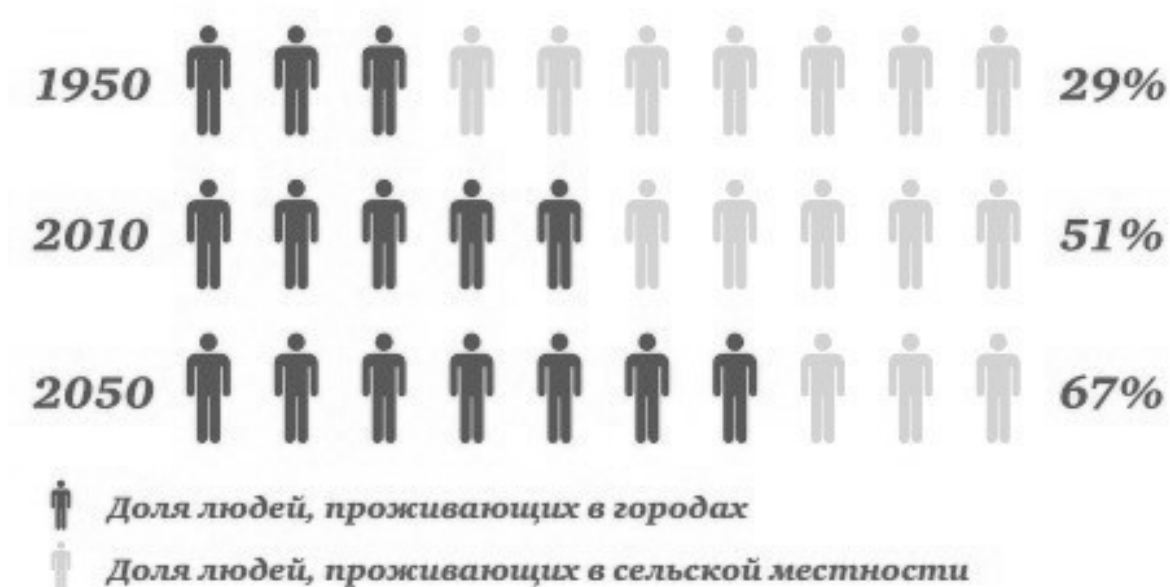 1950 29%
2010 51%
2050 67%
Доля людей, проживающих в городах
Доля людей, проживающих в сельской местности